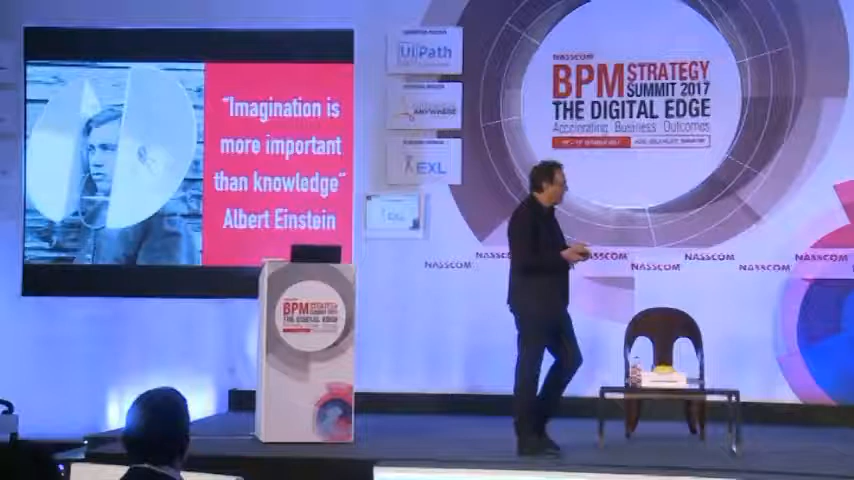 "Imagination is
more important
than knowledge"
Albert Einstein
UiPath
ANYWHERE
EXL
NASSCOM
BPM STRATEGY
SUMMIT 2017
THE DIGITAL EDGE
Accelerating Business Outcomes
NASSCOM
NASSCOM
NASSCOM
NASSCOM
NASSCOM
NASSCOM
BPM STRATEGY
SUMMIT 2017
THE DIGITAL EDGE